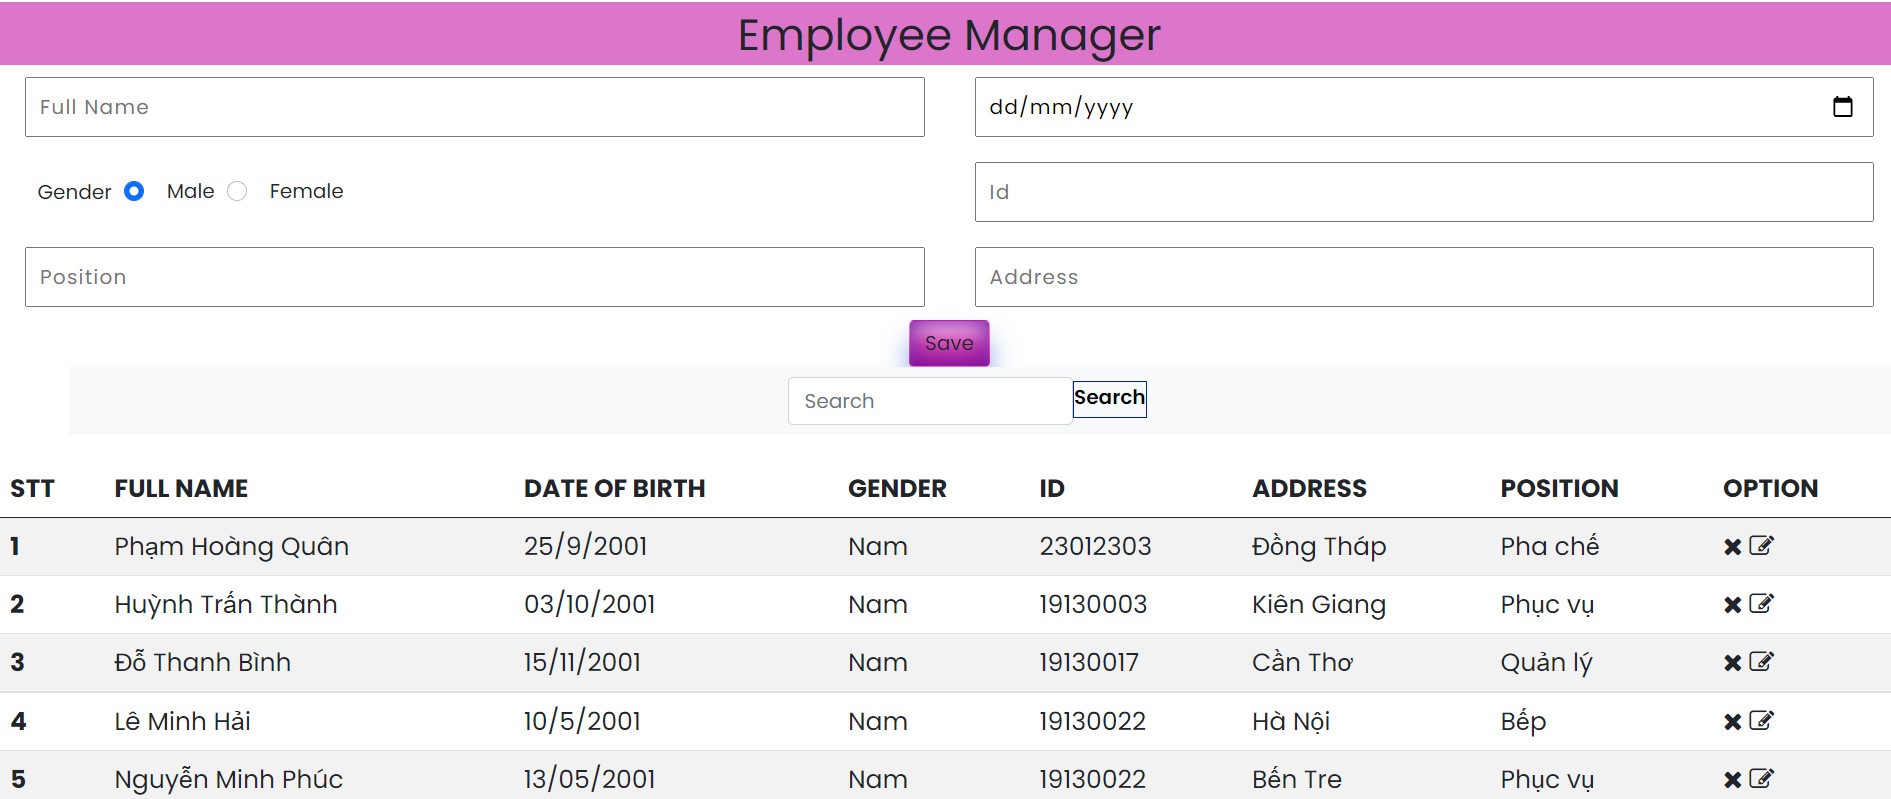 Employee Manager
Full Name
dd/mm/yyyy
Gender Male Female
Id
Position
Address
Save
Search Search
STT FULL NAME DATE OF BIRTH GENDER ID ADDRESS POSITION OPTION
1 Phạm Hoàng Quân 25/9/2001 Nam 23012303 Đồng Tháp Pha chế
2 Huỳnh Trấn Thành 03/10/2001 Nam 19130003 Kiên Giang Phục vụ
3 Đỗ Thanh Bình 15/11/2001 Nam 19130017 Cần Thơ Quản lý
4 Lê Minh Hải 10/5/2001 Nam 19130022 Hà Nội Bếp
5 Nguyễn Minh Phúc 13/05/2001 Nam 19130022 Bến Tre Phục vụ